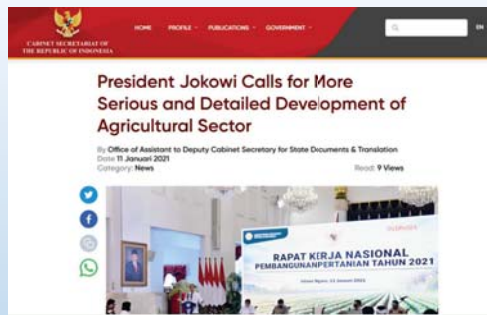 HOME PROFILE PUBLICATIONS GOVERNMENT EN
CABINET SECRETARIAT OF
THE REPUBLIC OF INDONESIA
President Jokowi Calls for More
Serious and Detailed Development of
Agricultural Sector
By Office of Assistant to Deputy Cabinet Secretary for State Documents & Translation
Date 11 Januari 2021
Category: News Read: 9 Views
RAPAT KERJA NASIONAL
PEMBANGUNANPERTANIAN TAHUN 2021